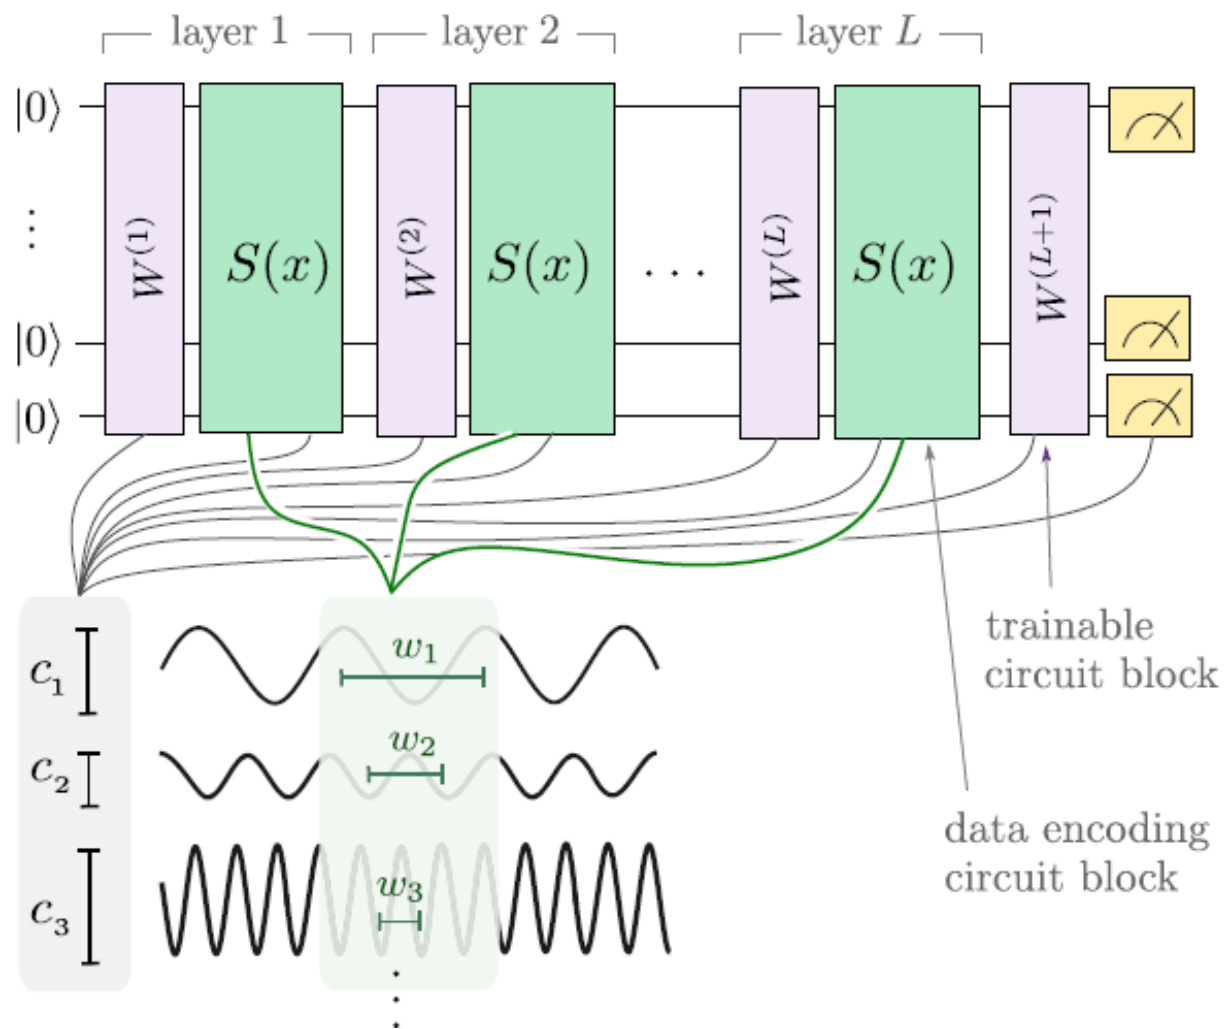 layer 1 layer 2 layer L
|0⟩
⋮
|0⟩
|0⟩
W^(1) S(x) W^(2) S(x) ··· W^(L) S(x) W^(L+1)
trainable
circuit block
data encoding
circuit block
c₁ w₁
c₂ w₂
c₃ w₃
⋮